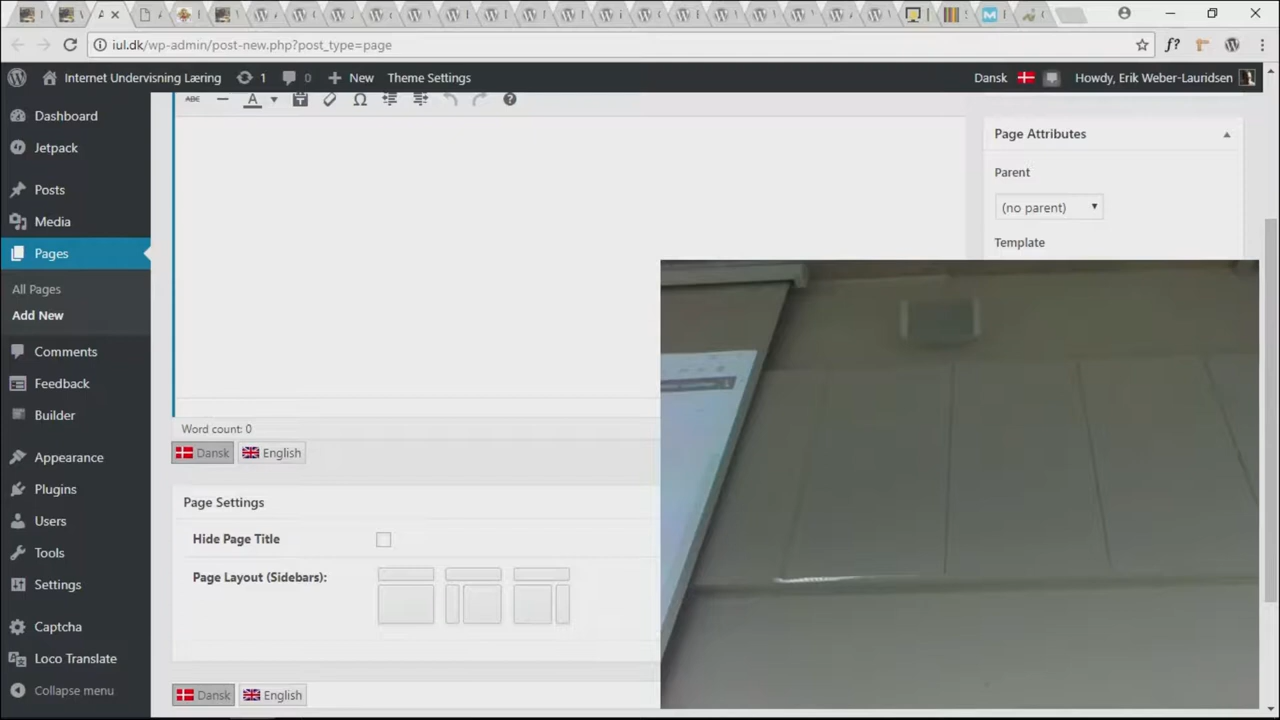 iul.dk/wp-admin/post-new.php?post_type=page
f?
Internet Undervisning Læring
1
0
New
Theme Settings
Dansk
Howdy, Erik Weber-Lauridsen
Dashboard
Jetpack
Posts
Media
Pages
All Pages
Add New
Comments
Feedback
Builder
Appearance
Plugins
Users
Tools
Settings
Captcha
Loco Translate
Collapse menu
ABC
A
Word count: 0
Dansk
English
Page Settings
Hide Page Title
Page Layout (Sidebars):
Dansk
English
Page Attributes
Parent
(no parent)
Template